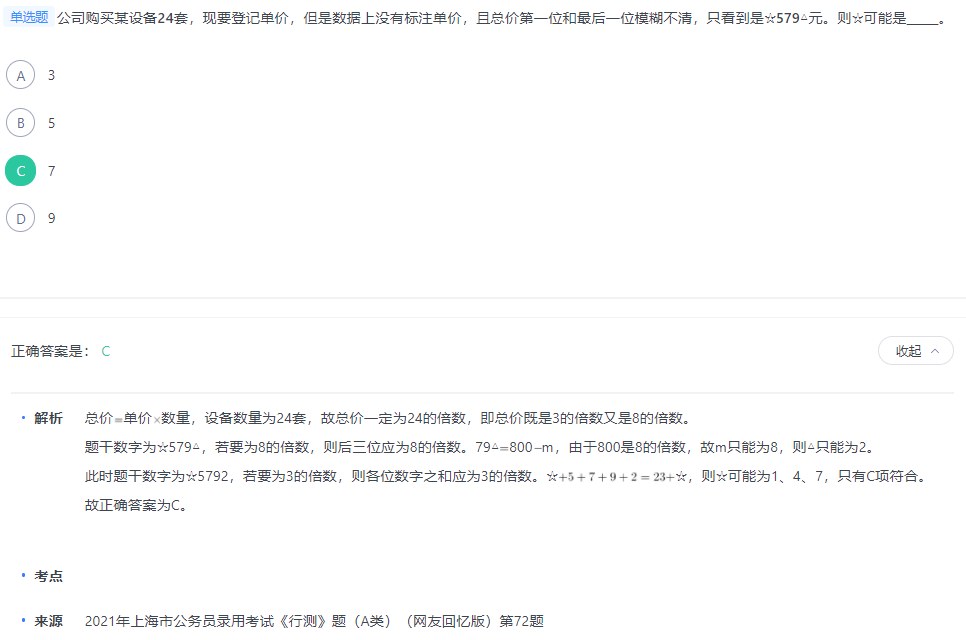 单选题 公司购买某设备24套，现要登记单价，但是数据上没有标注单价，且总价第一位和最后一位模糊不清，只看到是☆579△元。则☆可能是_____。
A 3
B 5
C 7
D 9
正确答案是： C
收起
解析 总价=单价×数量，设备数量为24套，故总价一定为24的倍数，即总价既是3的倍数又是8的倍数。
题干数字为☆579△，若要为8的倍数，则后三位应为8的倍数。79△=800−m，由于800是8的倍数，故m只能为8，则△只能为2。
此时题干数字为☆5792，若要为3的倍数，则各位数字之和应为3的倍数。☆+5+7+9+2=23+☆，则☆可能为1、4、7，只有C项符合。
故正确答案为C。
考点
来源 2021年上海市公务员录用考试《行测》题（A类）（网友回忆版）第72题